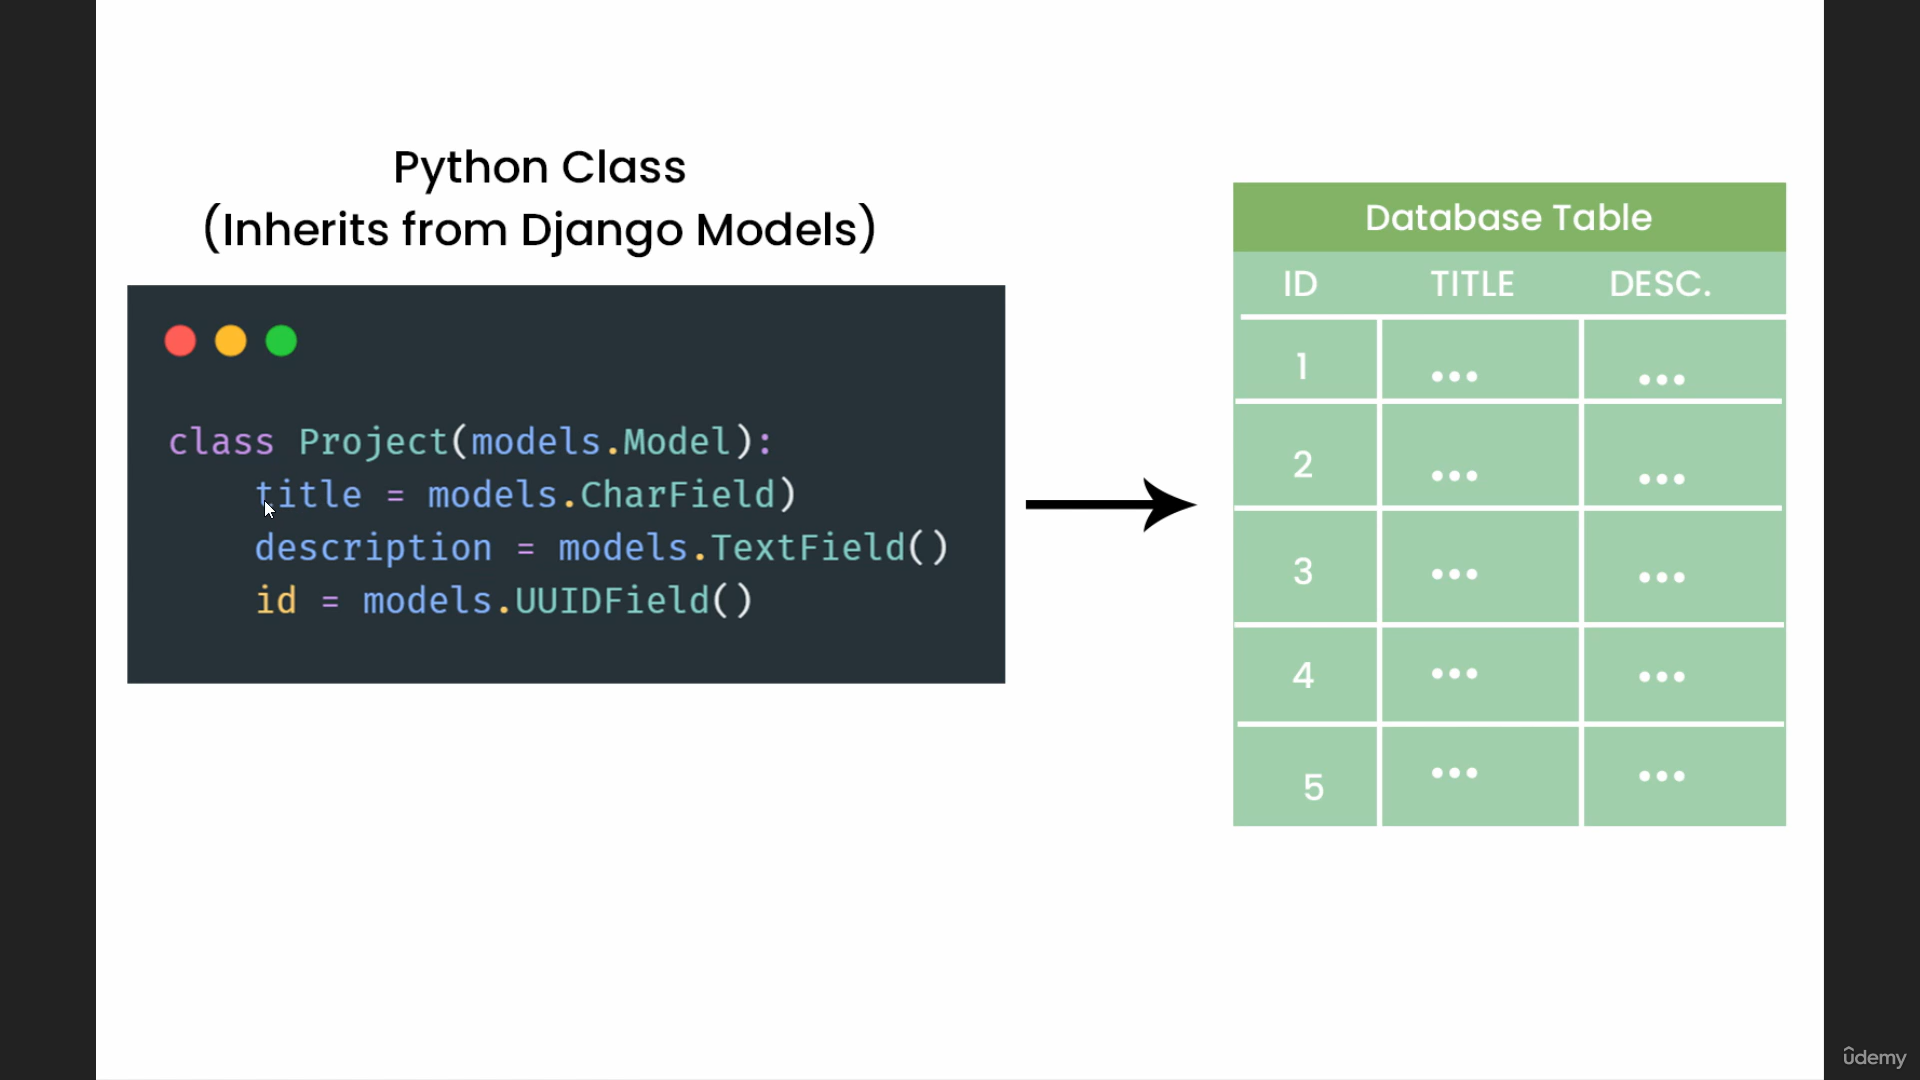 Python Class
(Inherits from Django Models)
class Project(models.Model):
title = models.CharField)
description = models.TextField()
id = models.UUIDField()
Database Table
ID TITLE DESC.
1 ... ...
2 ... ...
3 ... ...
4 ... ...
5 ... ...
udemy